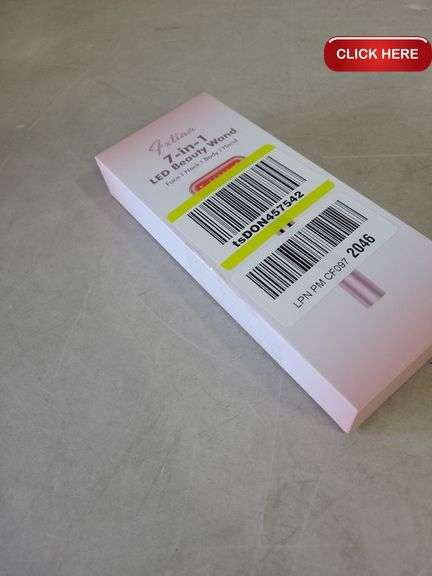 CLICK HERE
7-in-1
LED Beauty Wand
Face / Neck / Body / Hand
tsDON457542
LPN PM CF097 2046